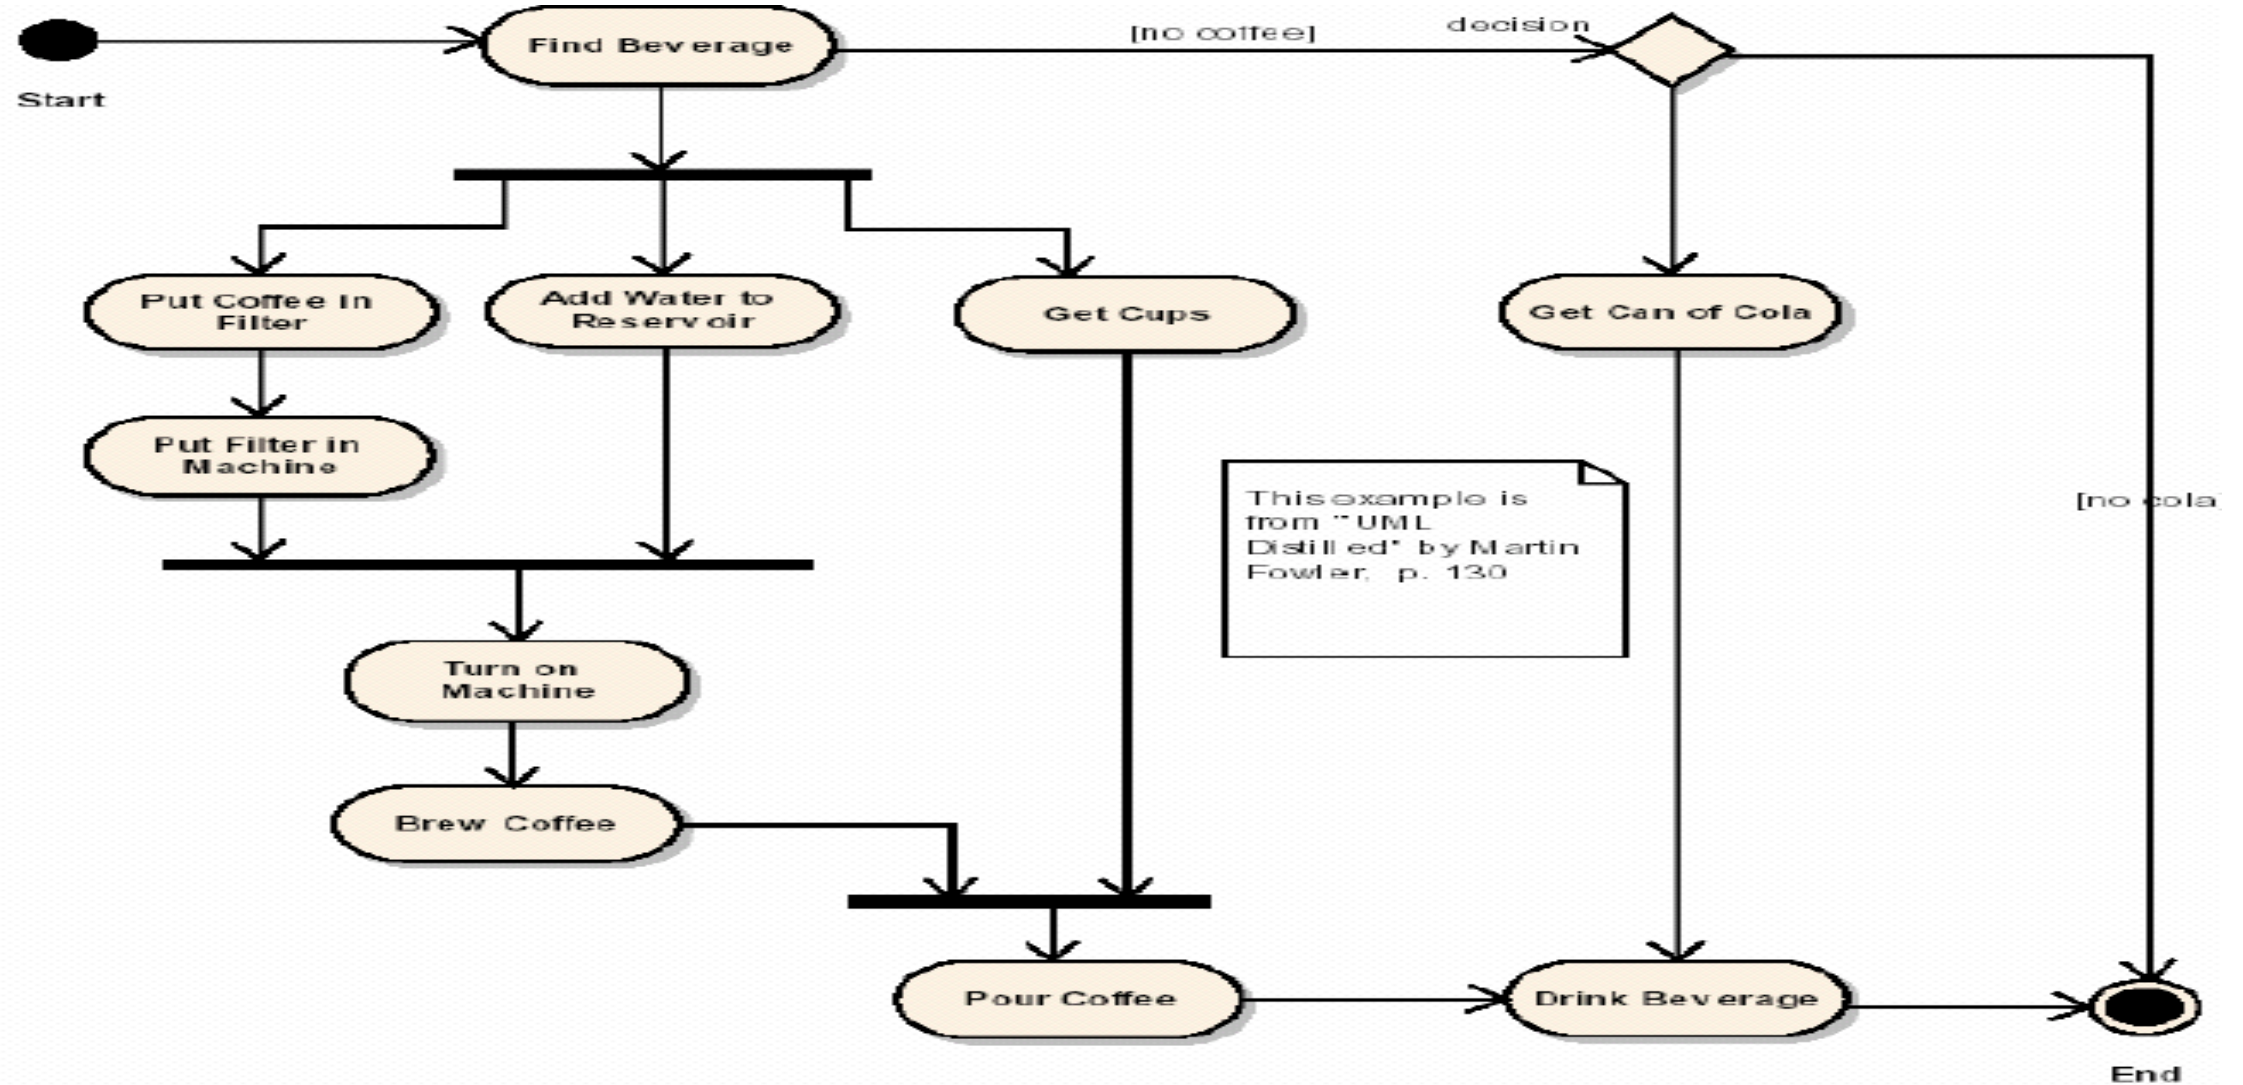 Find Beverage
[no coffee]
decision
Start
Put Coffee in
Filter
Add Water to
Reservoir
Get Cups
Get Can of Cola
Put Filter in
Machine
This example is
from "UML
Distilled" by Martin
Fowler, p. 130
[no cola
Turn on
Machine
Brew Coffee
Pour Coffee
Drink Beverage
End